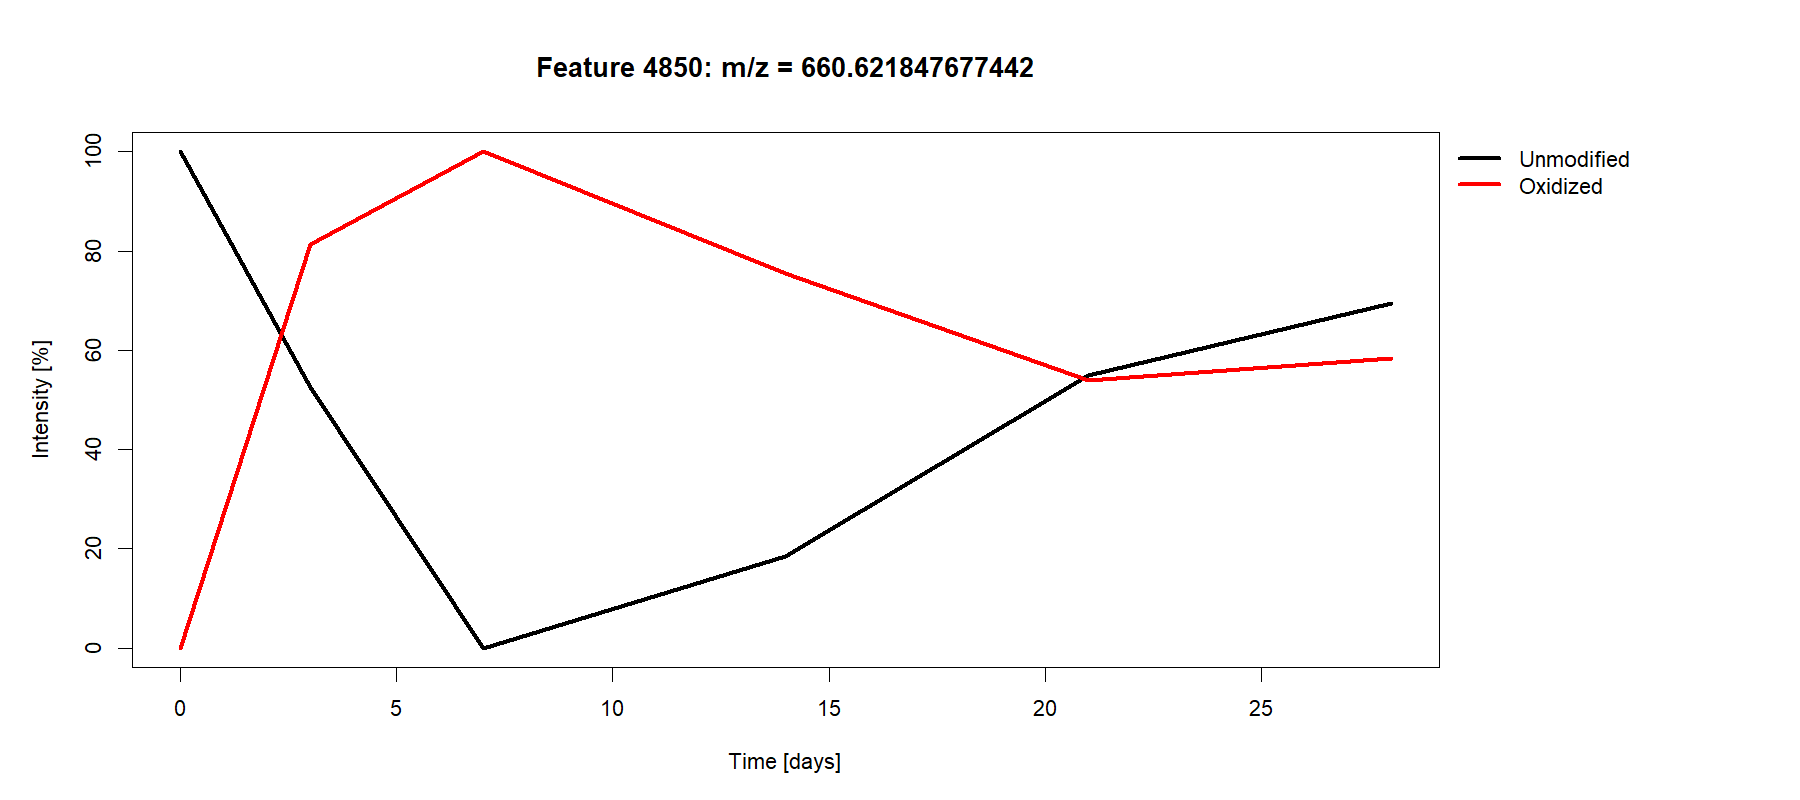 Feature 4850: m/z = 660.621847677442
Unmodified
Oxidized
Intensity [%]
100
80
60
40
20
0
0 5 10 15 20 25
Time [days]